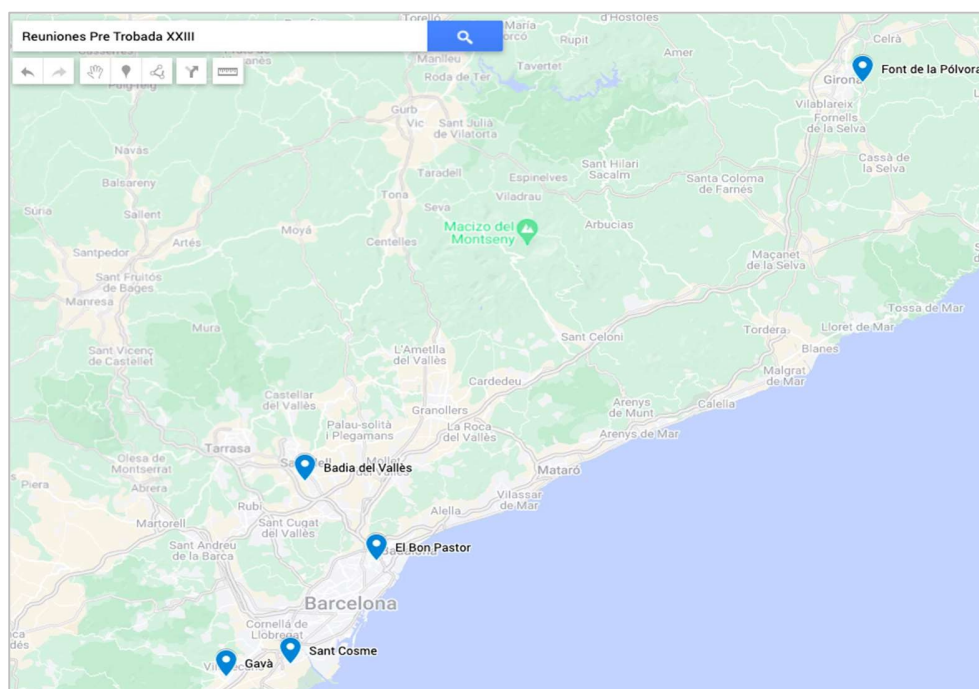 Reuniones Pre Trobada XXIII
Torelló
d'Hostoles
Maria
Corcó
Rupit
Amer
Celrà
Manlleu
Tavertet
Roda de Ter
Girona
Font de la Pólvora
Puig-reig
Vilablareix
Fornells
de la Selva
Gurb
Vic
Sant Julià
de Vilatorta
Navàs
Taradell
Sant Hilari
Sacalm
Cassà de
la Selva
Balsareny
Espinelves
Santa Coloma
de Farnés
Tona
Viladrau
Súria
Sallent
Seva
Moyá
Macizo del
Montseny
Arbucias
Artés
Centelles
Santpedor
Maçanet
de la Selva
Sant Fruitós
de Bages
Manresa
Tossa de Mar
Mura
Sant Celoni
Tordera
Lloret de Mar
Sant Vicenç
de Castellet
L'Ametlla
del Vallès
Blanes
Cardedeu
Malgrat
de Mar
Castellar
del Vallès
Granollers
Arenys
de Munt
Calella
Palau-solità
i Plegamans
La Roca
del Vallès
Arenys de Mar
Tarrasa
Olesa de
Montserrat
Badia del Vallès
Mataró
Piera
Abrera
Rubi
Vilassar
de Mar
Martorell
Sant Cugat
del Vallès
Alella
Sant Andreu
de la Barca
El Bon Pastor
Barcelona
Cornellá de
Llobregat
Sant Cosme
Gavà